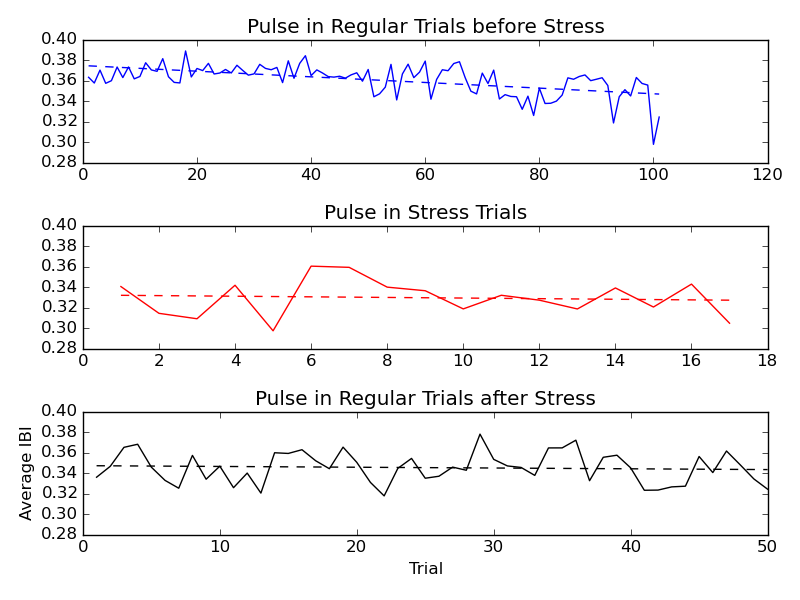 Pulse in Regular Trials before Stress
0.40
0.38
0.36
0.34
0.32
0.30
0.28
0 20 40 60 80 100 120
Pulse in Stress Trials
0.40
0.38
0.36
0.34
0.32
0.30
0.28
0 2 4 6 8 10 12 14 16 18
Pulse in Regular Trials after Stress
Average IBI
0.40
0.38
0.36
0.34
0.32
0.30
0.28
0 10 20 30 40 50
Trial